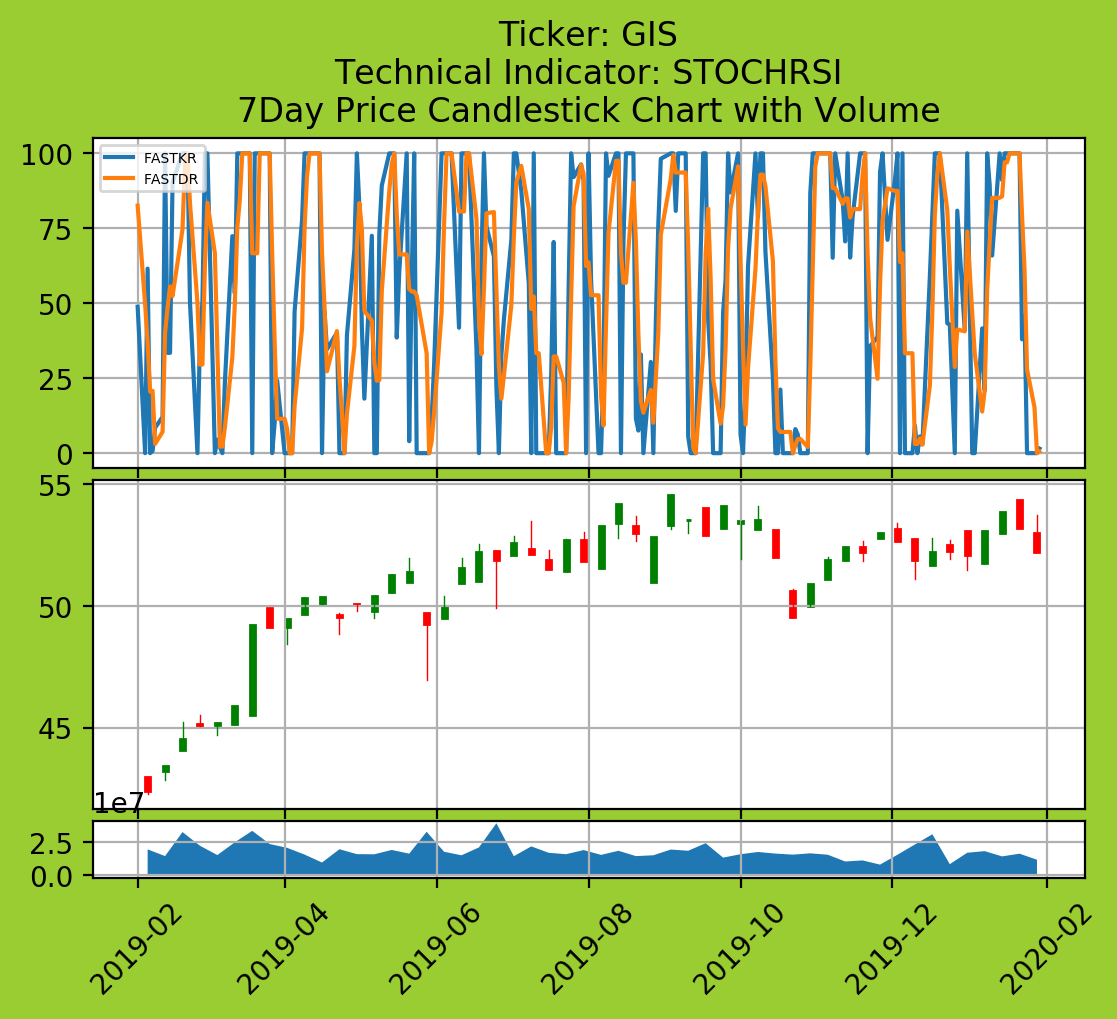 Ticker: GIS
Technical Indicator: STOCHRSI
7Day Price Candlestick Chart with Volume
100
75
50
25
0
FASTKR
FASTDR
55
50
45
1e7
2.5
0.0
2019-02
2019-04
2019-06
2019-08
2019-10
2019-12
2020-02